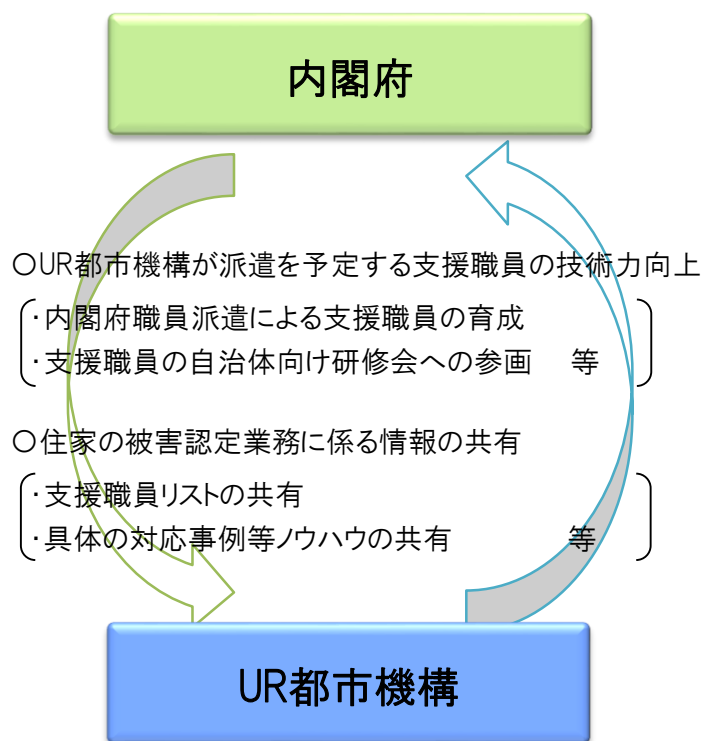 内閣府
〇UR都市機構が派遣を予定する支援職員の技術力向上
・内閣府職員派遣による支援職員の育成
・支援職員の自治体向け研修会への参画　等
〇住家の被害認定業務に係る情報の共有
・支援職員リストの共有
・具体の対応事例等ノウハウの共有　等
UR都市機構